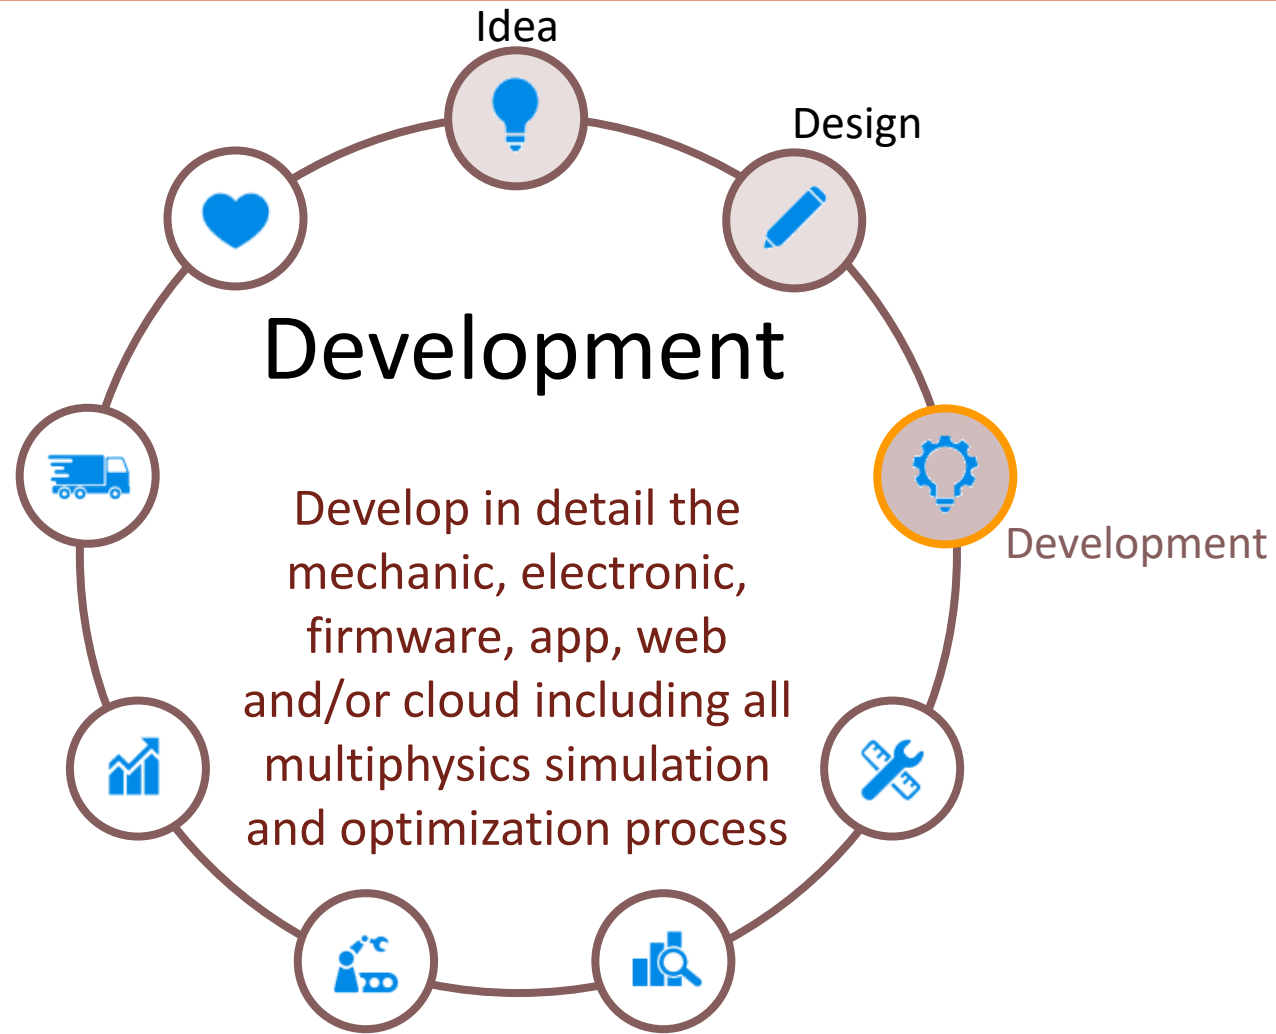 Idea
Design
Development
Develop in detail the
mechanic, electronic,
firmware, app, web
and/or cloud including all
multiphysics simulation
and optimization process
Development